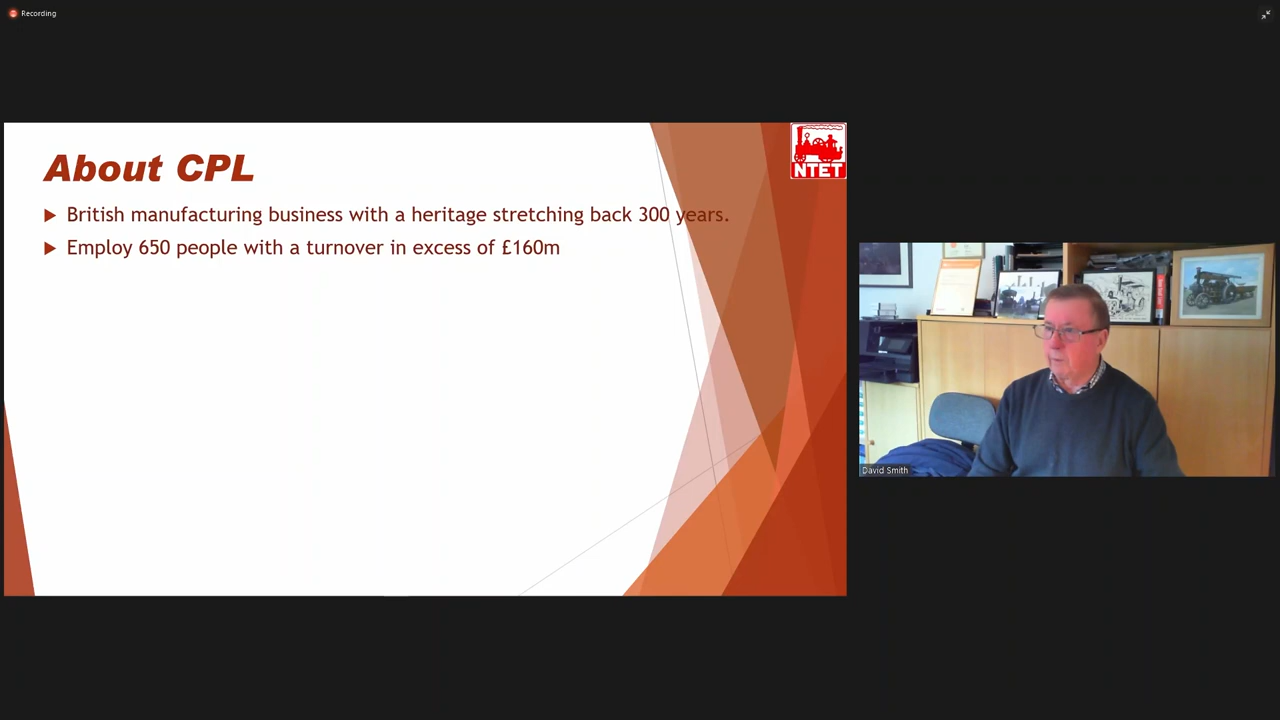 Recording
About CPL
British manufacturing business with a heritage stretching back 300 years.
Employ 650 people with a turnover in excess of £160m
NTET
David Smith